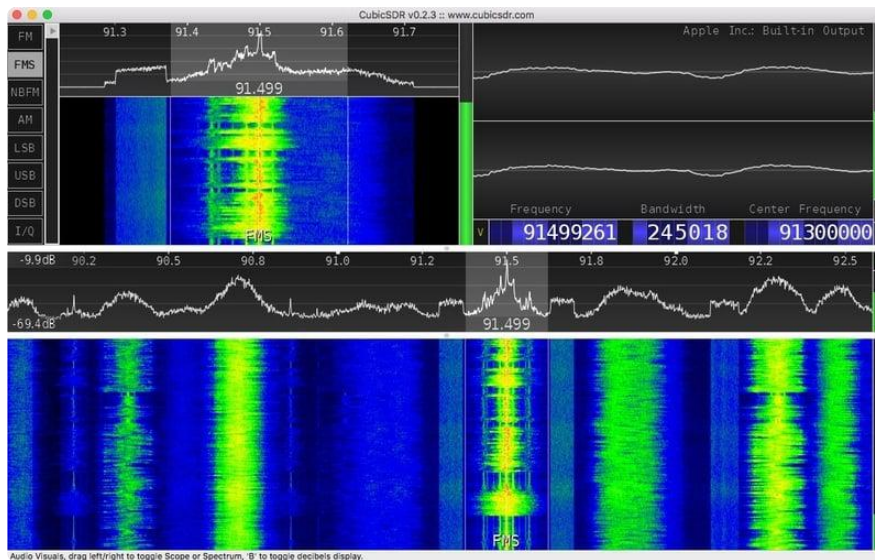 CubicSDR v0.2.3 :: www.cubicsdr.com
FM
FMS
NBFM
AM
LSB
USB
DSB
I/Q
91.3 91.4 91.5 91.6 91.7
91.499
FMS
Apple Inc.: Built-in Output
Frequency Bandwidth Center Frequency
V 91499261 245018 91300000
-9.9dB 90.2 90.5 90.8 91.0 91.2 91.5 91.8 92.0 92.2 92.5
-69.4dB
91.499
FMS
Audio Visuals, drag left/right to toggle Scope or Spectrum, 'B' to toggle decibels display.